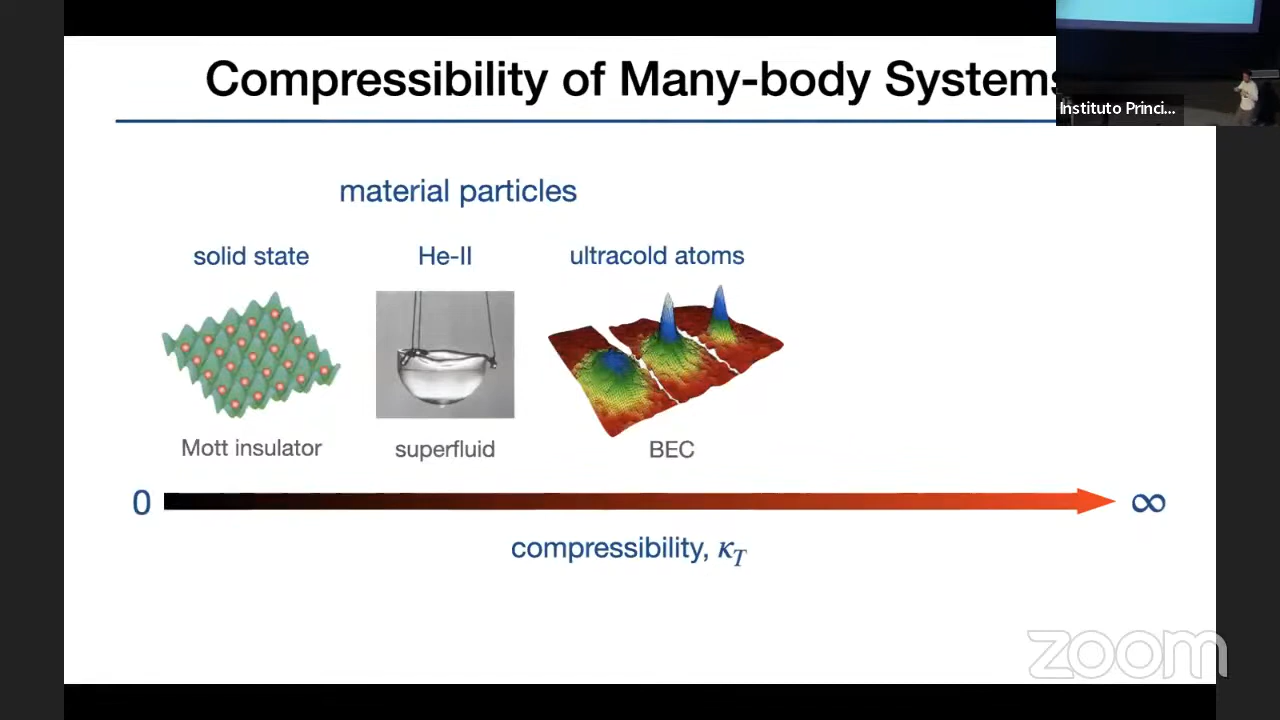 Compressibility of Many-body Systems
Instituto Princi...
material particles
solid state
He-II
ultracold atoms
Mott insulator
superfluid
BEC
0
∞
compressibility, κT
zoom